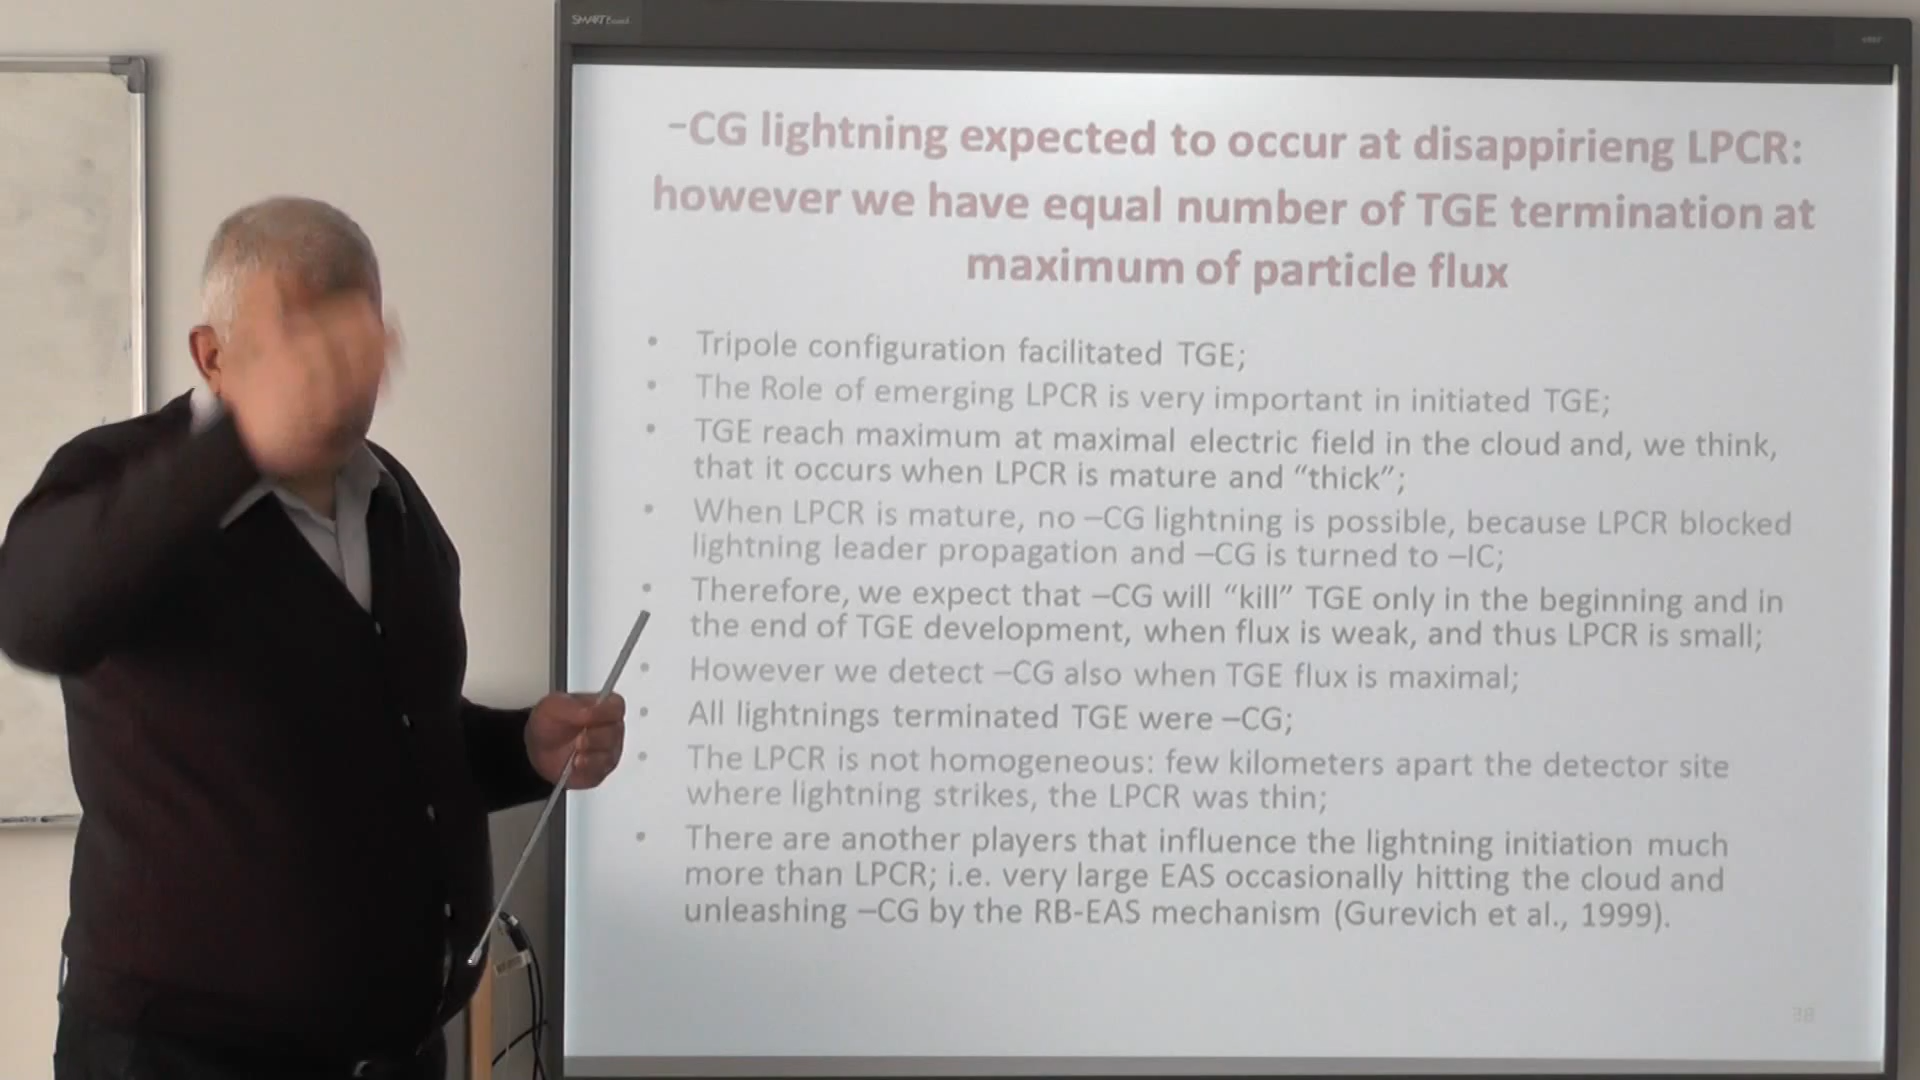 SMART Board
-CG lightning expected to occur at disappirieng LPCR:
however we have equal number of TGE termination at
maximum of particle flux
• Tripole configuration facilitated TGE;
• The Role of emerging LPCR is very important in initiated TGE;
• TGE reach maximum at maximal electric field in the cloud and, we think,
that it occurs when LPCR is mature and “thick”;
• When LPCR is mature, no –CG lightning is possible, because LPCR blocked
lightning leader propagation and –CG is turned to –IC;
• Therefore, we expect that –CG will “kill” TGE only in the beginning and in
the end of TGE development, when flux is weak, and thus LPCR is small;
• However we detect –CG also when TGE flux is maximal;
• All lightnings terminated TGE were –CG;
• The LPCR is not homogeneous: few kilometers apart the detector site
where lightning strikes, the LPCR was thin;
• There are another players that influence the lightning initiation much
more than LPCR; i.e. very large EAS occasionally hitting the cloud and
unleashing –CG by the RB-EAS mechanism (Gurevich et al., 1999).
38